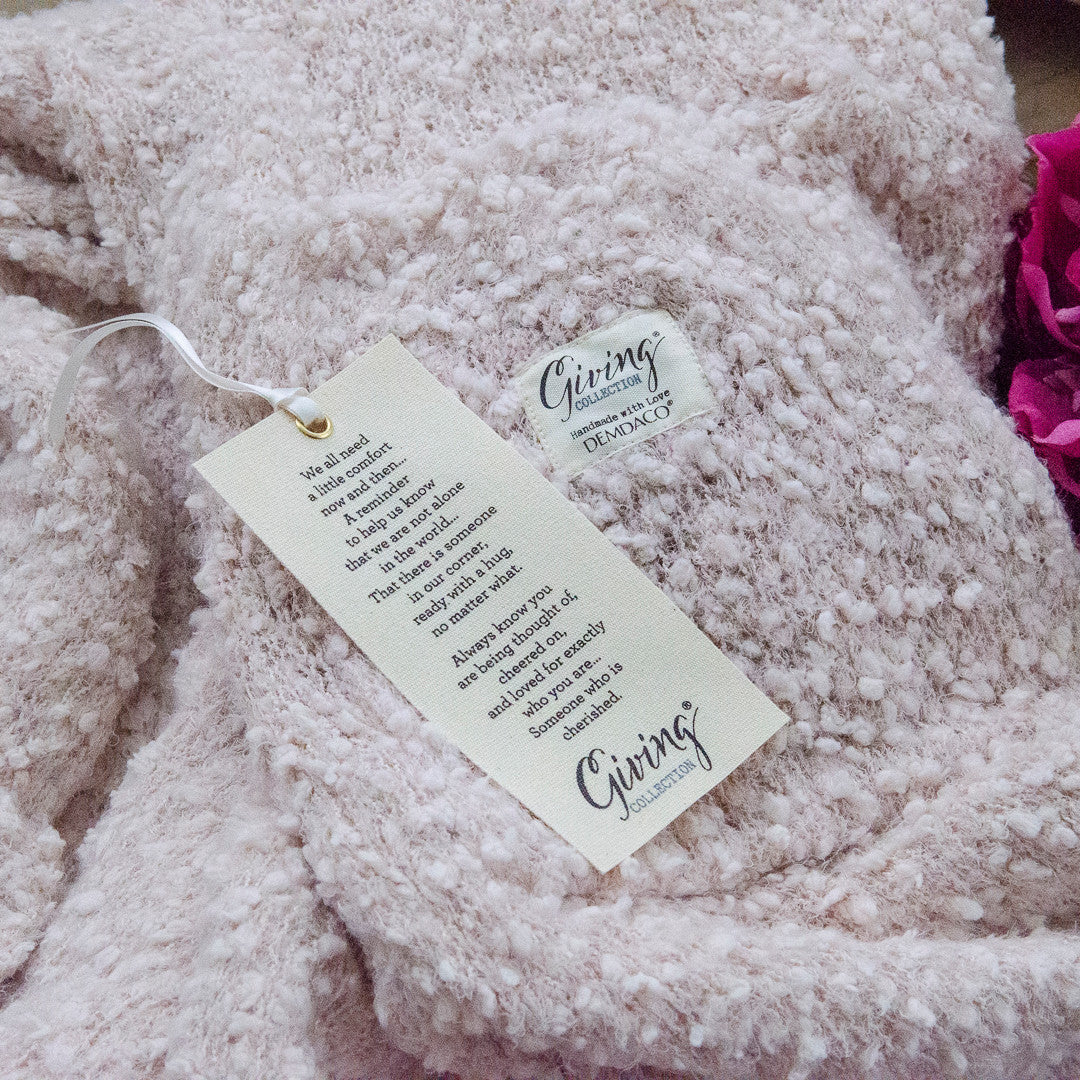 Giving®
COLLECTION
Handmade with Love
DEMDACO®
We all need
a little comfort
now and then...
A reminder
to help us know
that we are not alone
in the world...
That there is someone
in our corner,
ready with a hug,
no matter what.
Always know you
are being thought of,
cheered on,
and loved for exactly
who you are...
Someone who is
cherished.
Giving®
COLLECTION